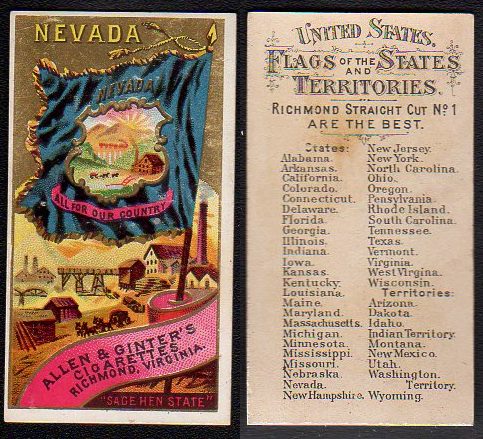 NEVADA
NEVADA
ALL FOR OUR COUNTRY
ALLEN & GINTER'S
CIGARETTES
RICHMOND, VIRGINIA.
"SAGE HEN STATE"
UNITED STATES.
FLAGS OF THE STATES
AND
TERRITORIES.
RICHMOND STRAIGHT CUT No. 1
ARE THE BEST.
States:
Alabama.
Arkansas.
California.
Colorado.
Connecticut.
Delaware.
Florida
Georgia.
Illinois.
Indiana.
Iowa.
Kansas.
Kentucky.
Louisiana.
Maine.
Maryland.
Massachusetts.
Michigan.
Minnesota.
Mississippi.
Missouri.
Nebraska.
Nevada.
New Hampshire.
New Jersey.
New York.
North Carolina.
Ohio.
Oregon.
Pensylvania.
Rhode Island.
South Carolina.
Tennessee.
Texas.
Vermont.
Virginia.
West Virgina.
Wisconsin.
Territories:
Arizona.
Dakota.
Idaho.
Indian Territory.
Montana.
New Mexico.
Utah.
Washington.
Territory.
Wyoming.